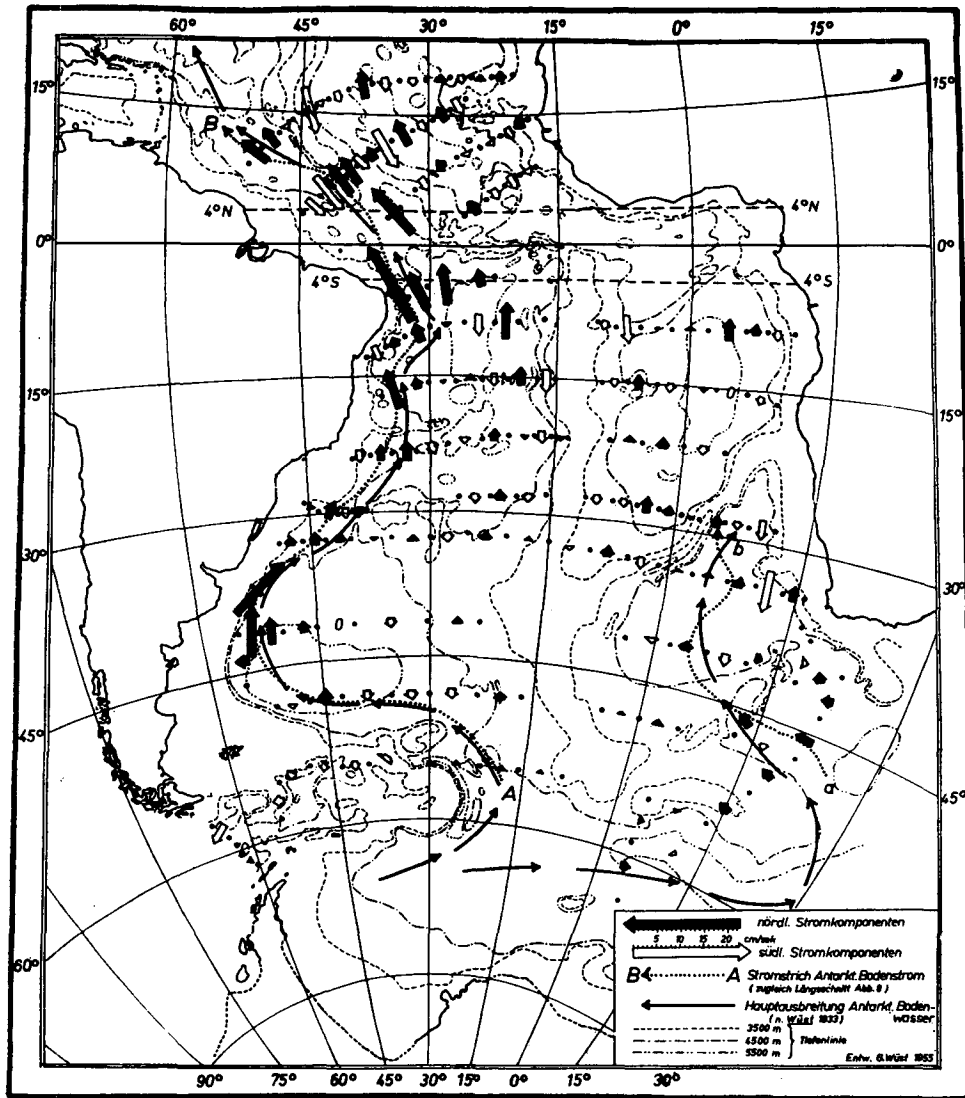 60° 45° 30° 15° 0° 15°
15° 15°
B
4°N 4°N
0° 0°
4°S 4°S
15° 15°
30° 30°
b
45° 45°
A a
60°
90° 60° 45° 30° 15° 0° 15° 30°
nördl. Stromkomponenten
5 10 15 20 cm/sek
südl. Stromkomponenten
B A Stromstrich Antarkt. Bodenstrom
(zugleich Längsschnitt Abb. 8)
Hauptausbreitung Antarkt. Boden-
(n. Wüst 1933) wasser
3500 m
4500 m } Tiefenlinie
5500 m
Entw. G. Wüst 1955